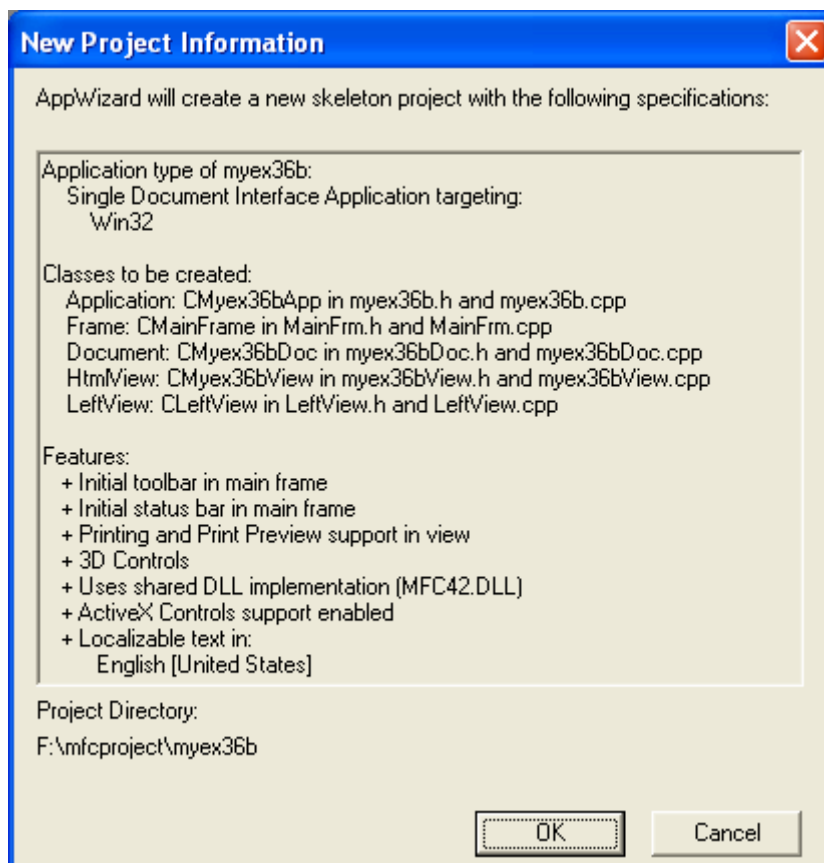 New Project Information
AppWizard will create a new skeleton project with the following specifications:
Application type of myex36b:
Single Document Interface Application targeting:
Win32
Classes to be created:
Application: CMyex36bApp in myex36b.h and myex36b.cpp
Frame: CMainFrame in MainFrm.h and MainFrm.cpp
Document: CMyex36bDoc in myex36bDoc.h and myex36bDoc.cpp
HtmlView: CMyex36bView in myex36bView.h and myex36bView.cpp
LeftView: CLeftView in LeftView.h and LeftView.cpp
Features:
+ Initial toolbar in main frame
+ Initial status bar in main frame
+ Printing and Print Preview support in view
+ 3D Controls
+ Uses shared DLL implementation (MFC42.DLL)
+ ActiveX Controls support enabled
+ Localizable text in:
English [United States]
Project Directory:
F:\mfcproject\myex36b
OK Cancel